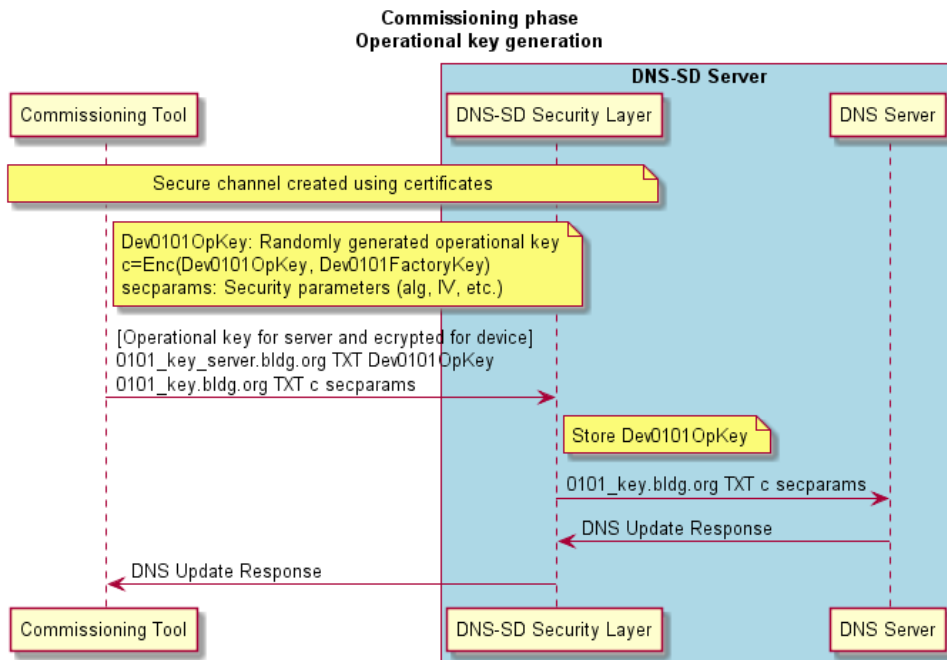 Commissioning phase
Operational key generation
DNS-SD Server
Commissioning Tool
DNS-SD Security Layer
DNS Server
Secure channel created using certificates
Dev0101OpKey: Randomly generated operational key
c=Enc(Dev0101OpKey, Dev0101FactoryKey)
secparams: Security parameters (alg, IV, etc.)
[Operational key for server and ecrypted for device]
0101_key_server.bldg.org TXT Dev0101OpKey
0101_key.bldg.org TXT c secparams
Store Dev0101OpKey
0101_key.bldg.org TXT c secparams
DNS Update Response
DNS Update Response
Commissioning Tool
DNS-SD Security Layer
DNS Server